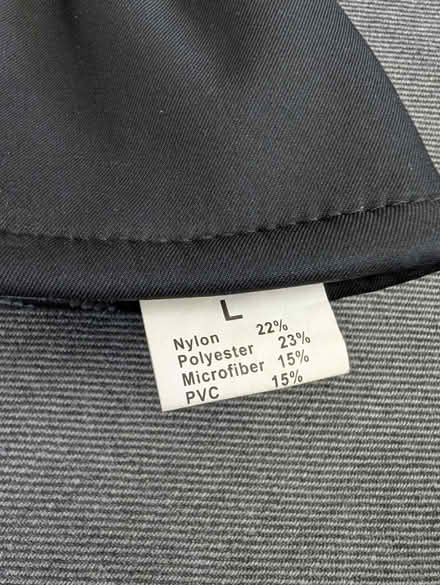 L
Nylon 22%
Polyester 23%
Microfiber 15%
PVC 15%